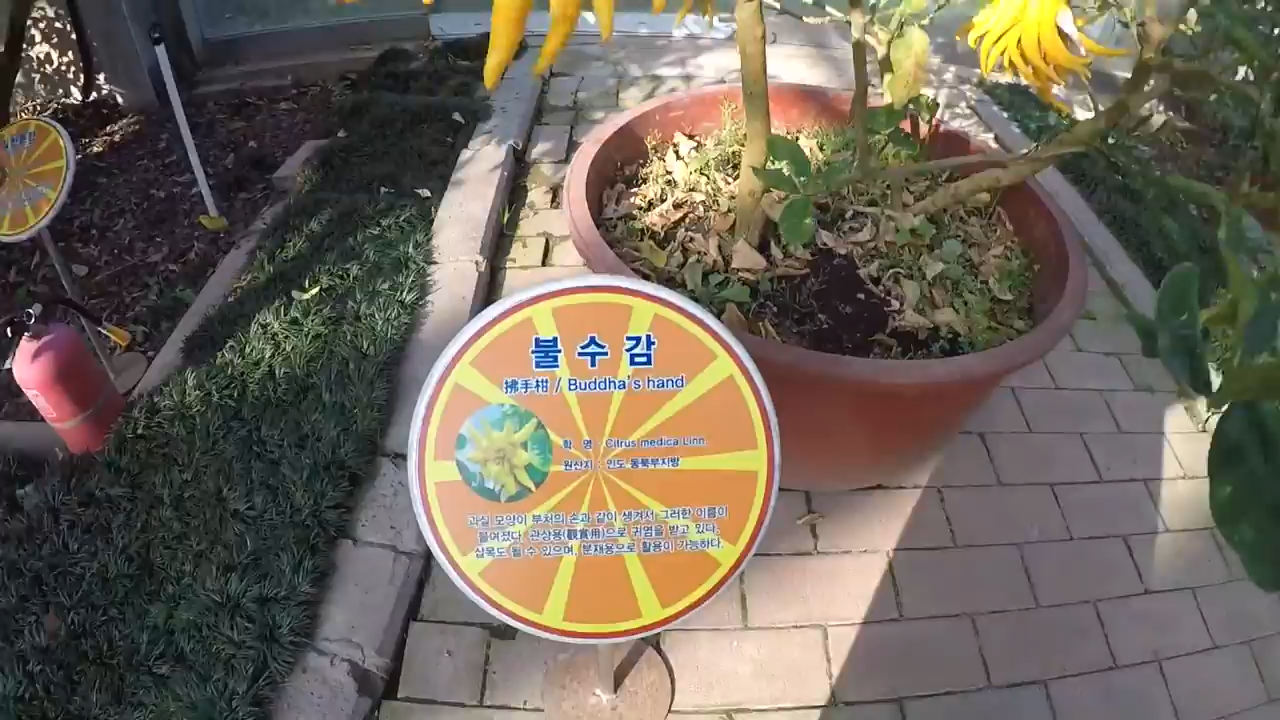 불수감
拂手柑 / Buddha's hand
학 명 : Citrus medica Linn.
원산지 : 인도 동북부지방
과실 모양이 부처의 손과 같이 생겨서 그러한 이름이
붙여졌다. 관상용(觀賞用)으로 귀염을 받고 있다.
삽목도 될 수 있으며, 분재용으로 활용이 가능하다.